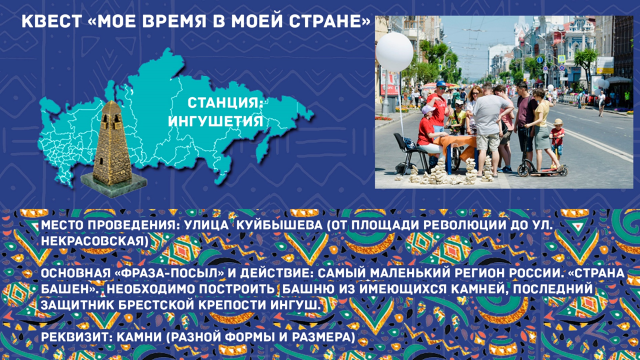 КВЕСТ «МОЕ ВРЕМЯ В МОЕЙ СТРАНЕ»
СТАНЦИЯ:
ИНГУШЕТИЯ
МЕСТО ПРОВЕДЕНИЯ: УЛИЦА КУЙБЫШЕВА (ОТ ПЛОЩАДИ РЕВОЛЮЦИИ ДО УЛ.
НЕКРАСОВСКАЯ)
ОСНОВНАЯ «ФРАЗА-ПОСЫЛ» И ДЕЙСТВИЕ: САМЫЙ МАЛЕНЬКИЙ РЕГИОН РОССИИ. «СТРАНА
БАШЕН». НЕОБХОДИМО ПОСТРОИТЬ БАШНЮ ИЗ ИМЕЮЩИХСЯ КАМНЕЙ, ПОСЛЕДНИЙ
ЗАЩИТНИК БРЕСТСКОЙ КРЕПОСТИ ИНГУШ.
РЕКВИЗИТ: КАМНИ (РАЗНОЙ ФОРМЫ И РАЗМЕРА)